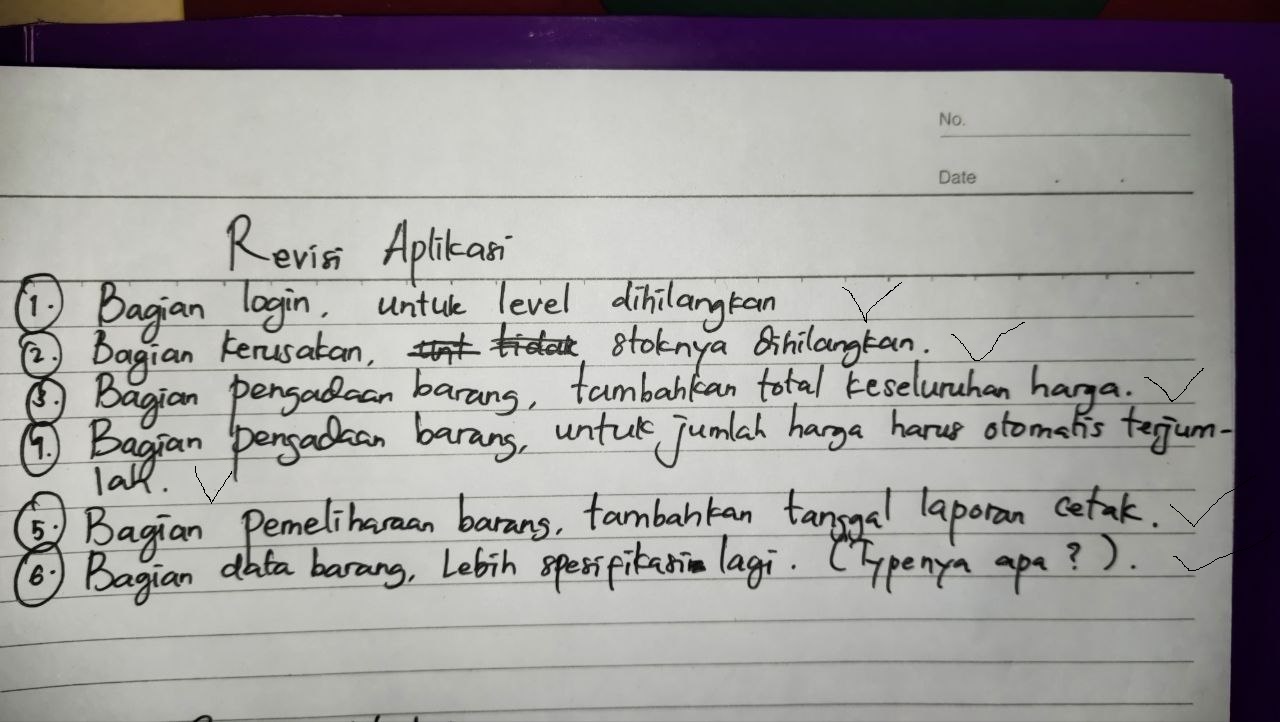 No.
Date
Revisi Aplikasi
1. Bagian login, untuk level dihilangkan
2. Bagian kerusakan, stoknya dihilangkan.
3. Bagian pengadaan barang, tambahkan total keseluruhan harga.
4. Bagian pengadaan barang, untuk jumlah harga harus otomatis terjum-
lah.
5. Bagian Pemeliharaan barang, tambahkan tanggal laporan cetak.
6. Bagian data barang, Lebih spesifikasi lagi. (Typenya apa ?).